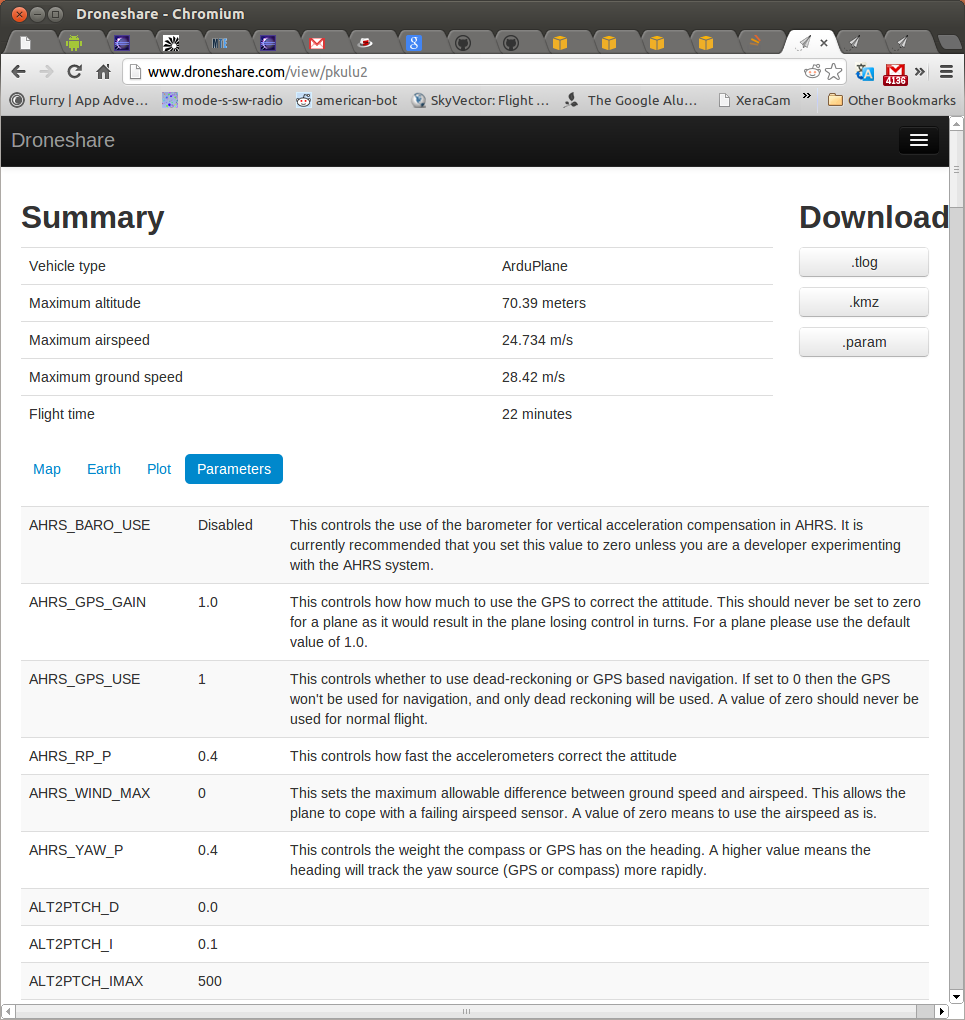 Droneshare - Chromium
www.droneshare.com/view/pkulu2
4136
Flurry | App Adve...
mode-s-sw-radio
american-bot
SkyVector: Flight ...
The Google Alu...
XeraCam
Other Bookmarks
Droneshare
Summary
Download
Vehicle type ArduPlane
.tlog
Maximum altitude 70.39 meters
.kmz
Maximum airspeed 24.734 m/s
.param
Maximum ground speed 28.42 m/s
Flight time 22 minutes
Map Earth Plot Parameters
AHRS_BARO_USE Disabled This controls the use of the barometer for vertical acceleration compensation in AHRS. It is
currently recommended that you set this value to zero unless you are a developer experimenting
with the AHRS system.
AHRS_GPS_GAIN 1.0 This controls how how much to use the GPS to correct the attitude. This should never be set to zero
for a plane as it would result in the plane losing control in turns. For a plane please use the default
value of 1.0.
AHRS_GPS_USE 1 This controls whether to use dead-reckoning or GPS based navigation. If set to 0 then the GPS
won't be used for navigation, and only dead reckoning will be used. A value of zero should never be
used for normal flight.
AHRS_RP_P 0.4 This controls how fast the accelerometers correct the attitude
AHRS_WIND_MAX 0 This sets the maximum allowable difference between ground speed and airspeed. This allows the
plane to cope with a failing airspeed sensor. A value of zero means to use the airspeed as is.
AHRS_YAW_P 0.4 This controls the weight the compass or GPS has on the heading. A higher value means the
heading will track the yaw source (GPS or compass) more rapidly.
ALT2PTCH_D 0.0
ALT2PTCH_I 0.1
ALT2PTCH_IMAX 500